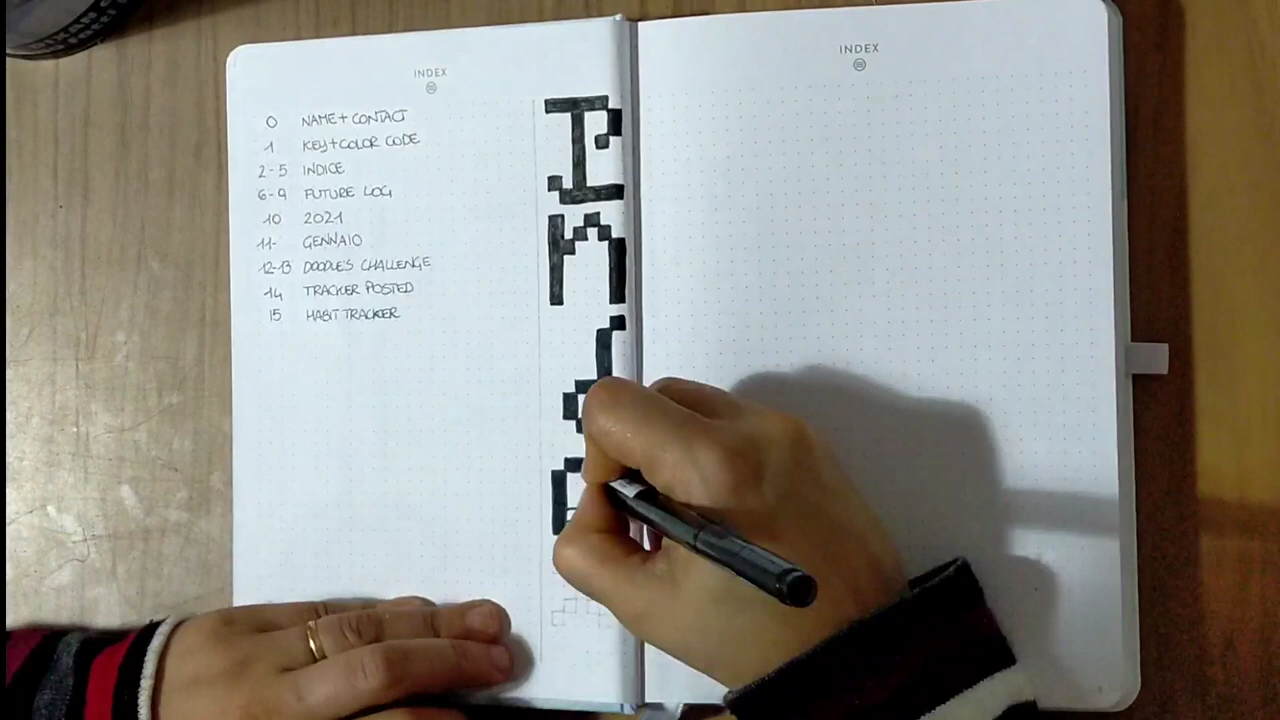 INDEX
INDEX
0 NAME+CONTACT
1 KEY+COLOR CODE
2-5 INDICE
6-9 FUTURE LOG
10 2021
11- GENNAIO
12-13 DOODLE'S CHALLENGE
14 TRACKER POSTED
15 HABIT TRACKER